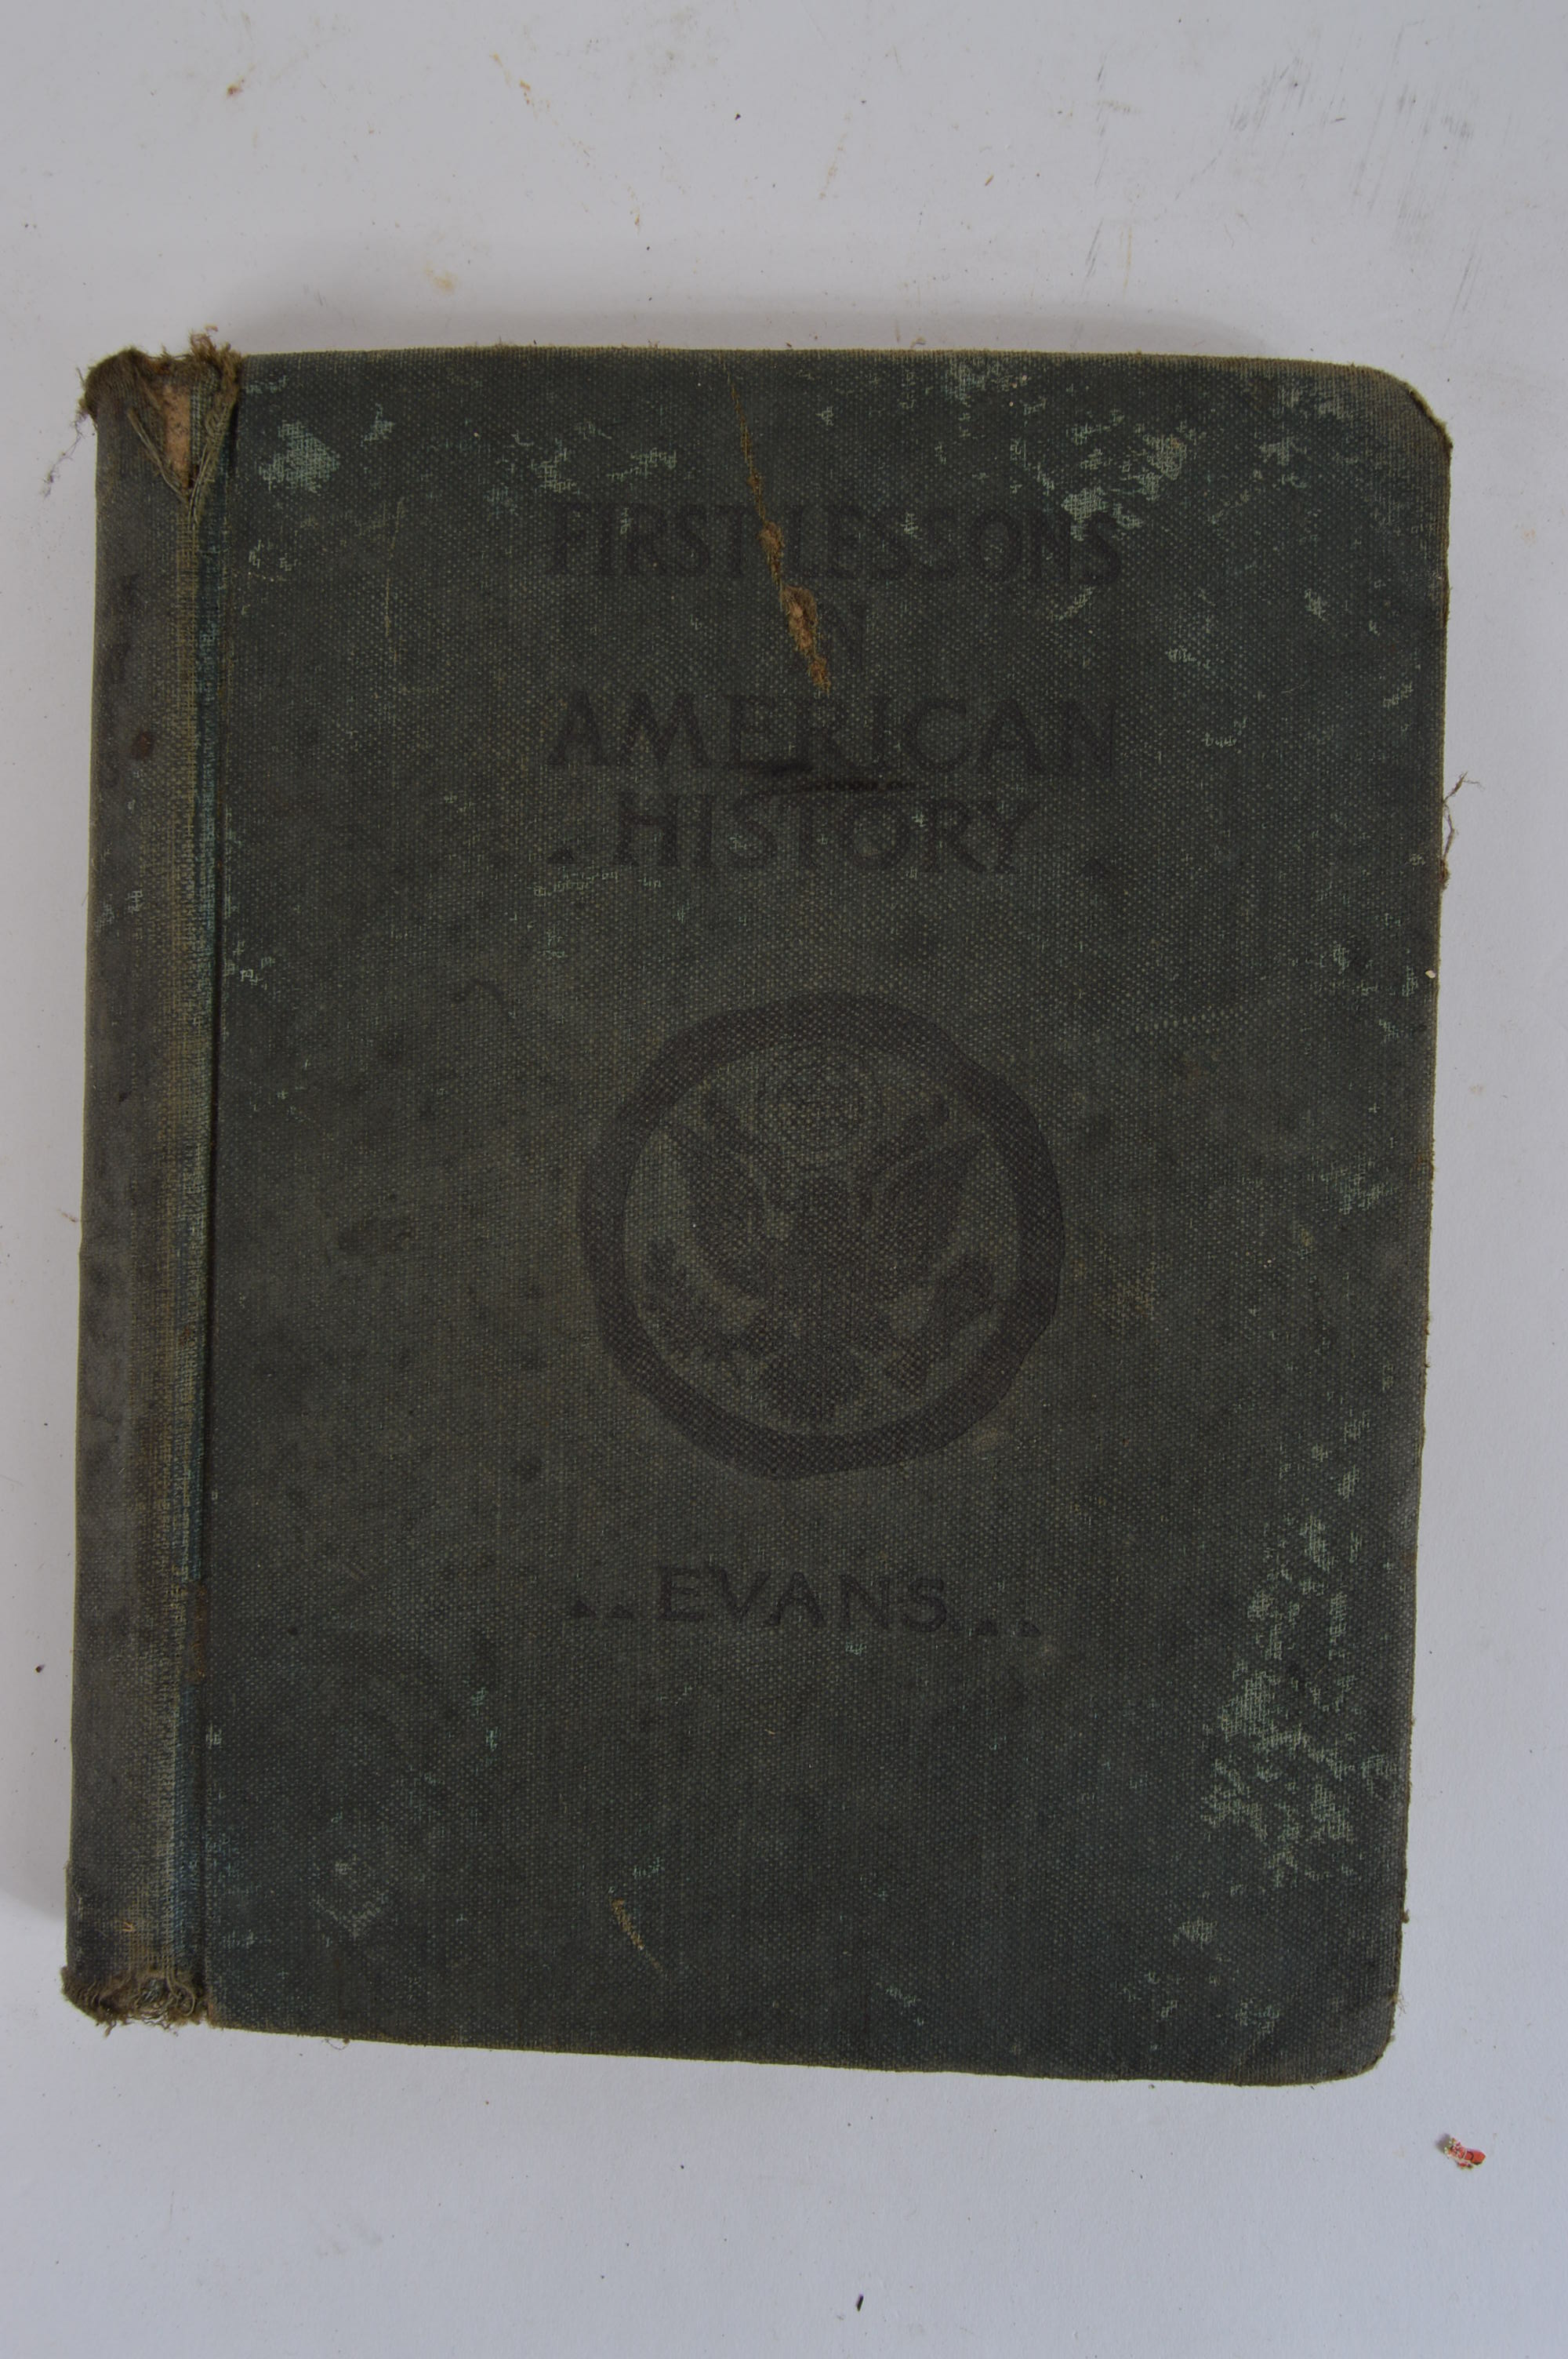 FIRST LESSONS
IN
AMERICAN
HISTORY
EVANS